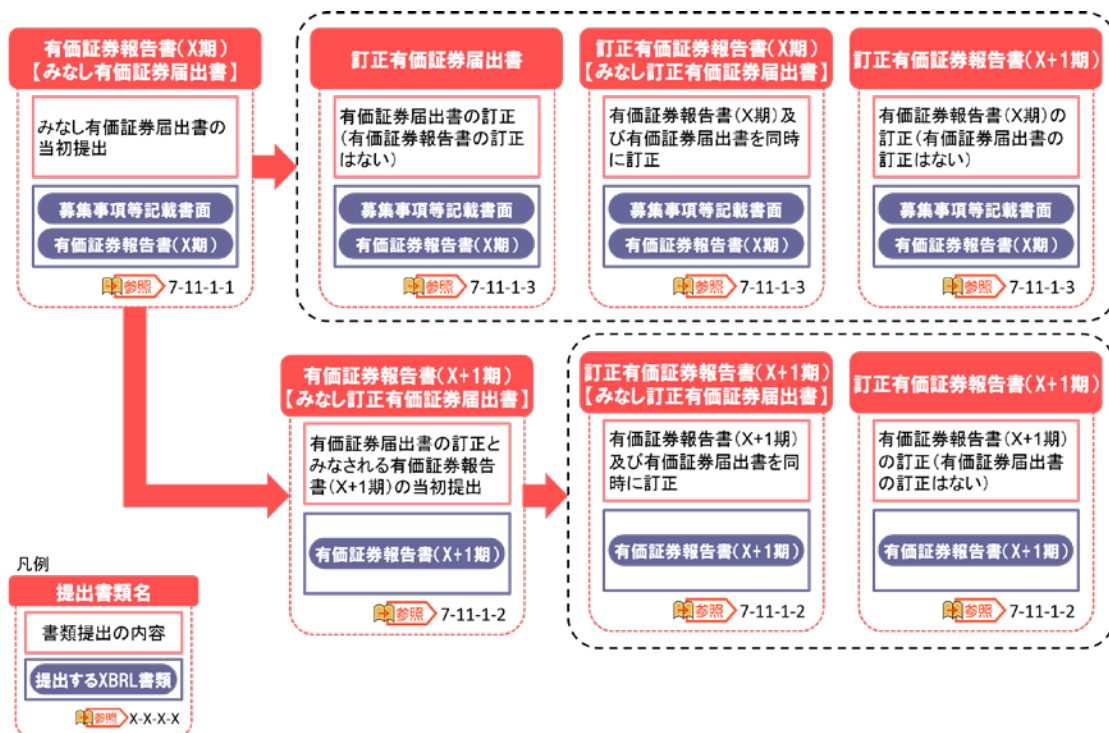 有価証券報告書(X期)
【みなし有価証券届出書】
みなし有価証券届出書の
当初提出
募集事項等記載書面
有価証券報告書(X期)
参照 7-11-1-1
訂正有価証券届出書
有価証券届出書の訂正
(有価証券報告書の訂正
はない)
募集事項等記載書面
有価証券報告書(X期)
参照 7-11-1-3
訂正有価証券報告書(X期)
【みなし訂正有価証券届出書】
有価証券報告書(X期)及
び有価証券届出書を同時
に訂正
募集事項等記載書面
有価証券報告書(X期)
参照 7-11-1-3
訂正有価証券報告書(X+1期)
有価証券報告書(X期)の
訂正(有価証券届出書の
訂正はない)
募集事項等記載書面
有価証券報告書(X期)
参照 7-11-1-3
有価証券報告書(X+1期)
【みなし訂正有価証券届出書】
有価証券届出書の訂正と
みなされる有価証券報告
書(X+1期)の当初提出
有価証券報告書(X+1期)
参照 7-11-1-2
訂正有価証券報告書(X+1期)
【みなし訂正有価証券届出書】
有価証券報告書(X+1期)
及び有価証券届出書を同
時に訂正
有価証券報告書(X+1期)
参照 7-11-1-2
訂正有価証券報告書(X+1期)
有価証券報告書(X+1期)
の訂正(有価証券届出書
の訂正はない)
有価証券報告書(X+1期)
参照 7-11-1-2
凡例
提出書類名
書類提出の内容
提出するXBRL書類
参照 X-X-X-X